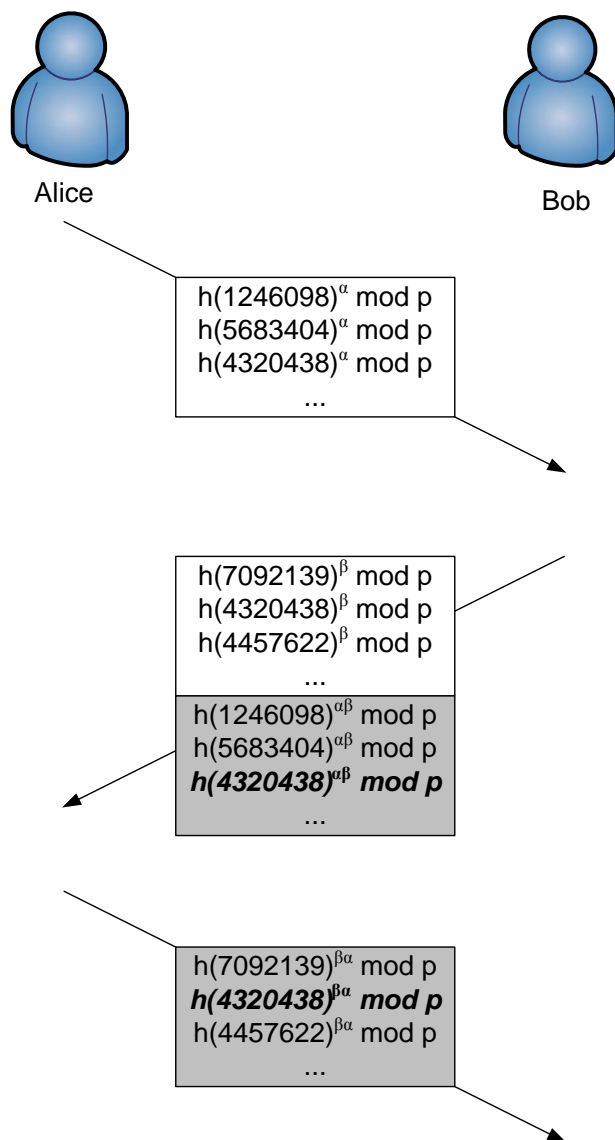 Alice
Bob
h(1246098)^α mod p
h(5683404)^α mod p
h(4320438)^α mod p
...
h(7092139)^β mod p
h(4320438)^β mod p
h(4457622)^β mod p
...
h(1246098)^αβ mod p
h(5683404)^αβ mod p
h(4320438)^αβ mod p
...
h(7092139)^βα mod p
h(4320438)^βα mod p
h(4457622)^βα mod p
...